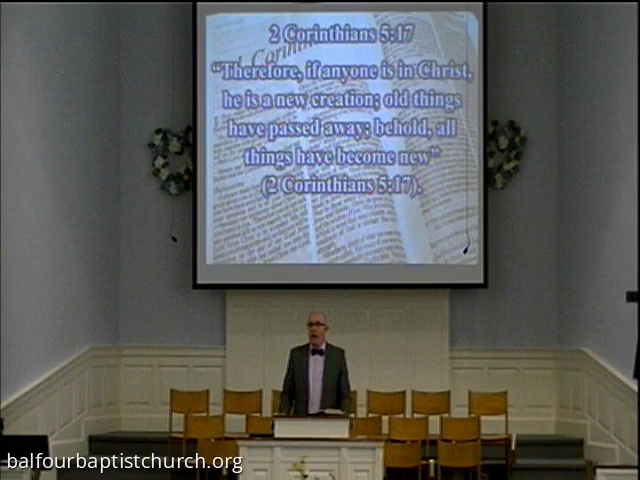 2 Corinthians 5:17
“Therefore, if anyone is in Christ,
he is a new creation; old things
have passed away; behold, all
things have become new”
(2 Corinthians 5:17).
balfourbaptistchurch.org